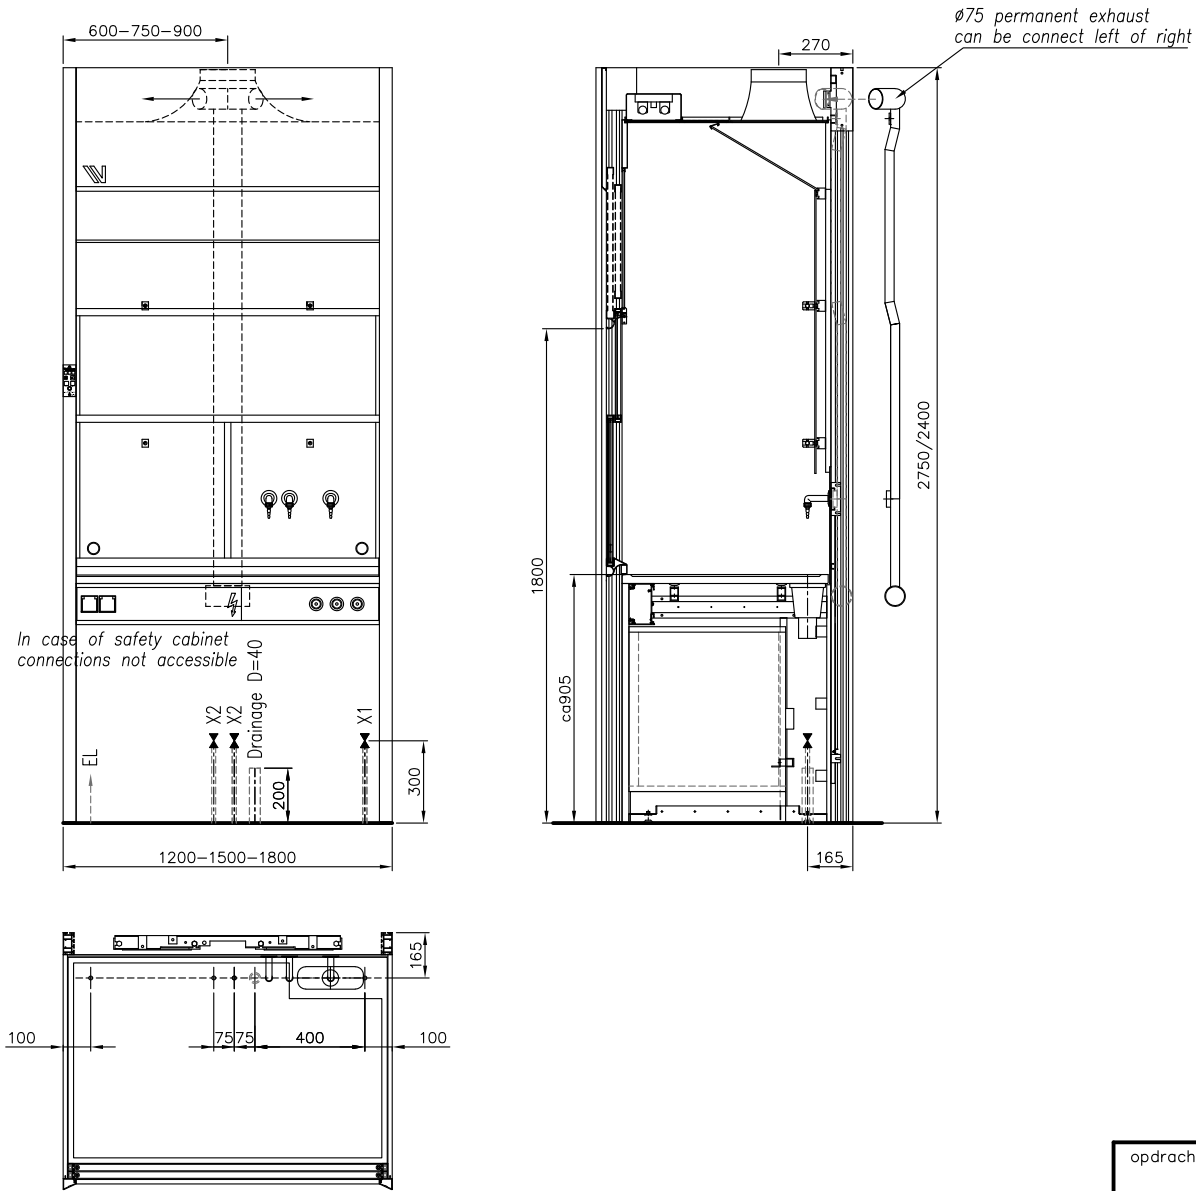 600-750-900
ø75 permanent exhaust
can be connect left of right
270
2750/2400
1800
In case of safety cabinet
connections not accessible
Drainage D=40
ca905
X2
X2
X1
EL
200
300
1200-1500-1800
165
165
100
75
75
400
100
opdrach